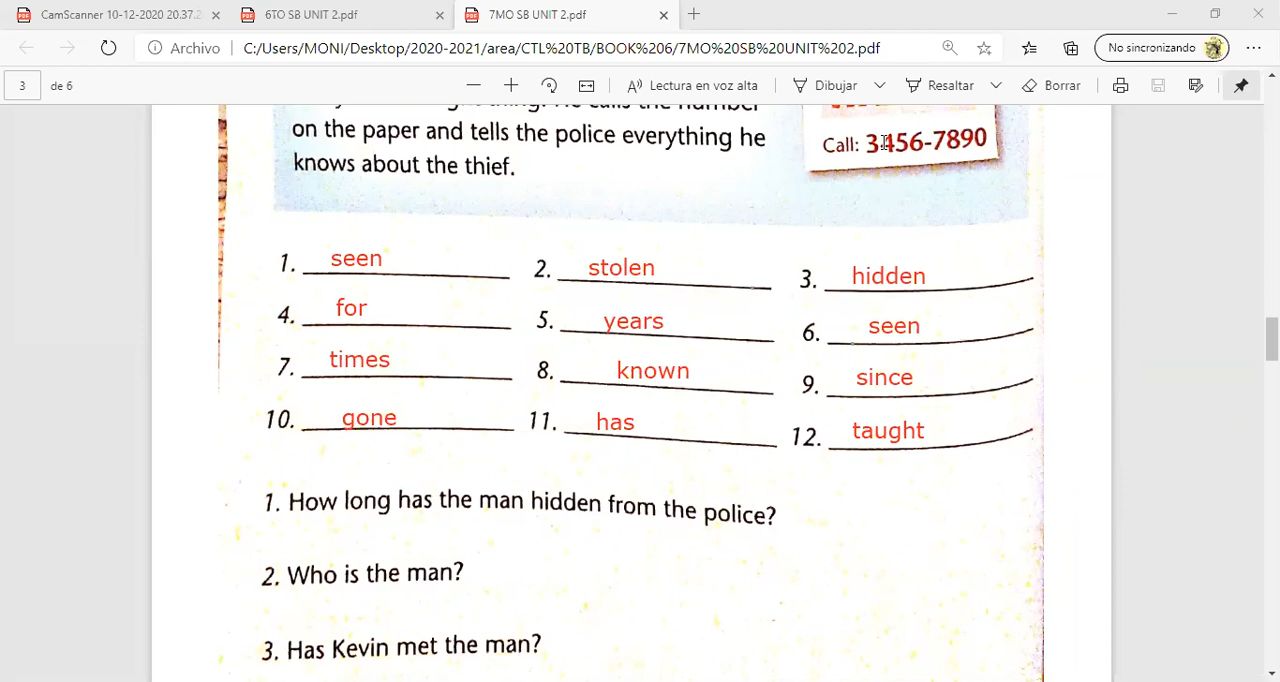 CamScanner 10-12-2020 20.37.2
6TO SB UNIT 2.pdf
7MO SB UNIT 2.pdf
Archivo
C:/Users/MONI/Desktop/2020-2021/area/CTL%20TB/BOOK%206/7MO%20SB%20UNIT%202.pdf
No sincronizando
3 de 6
Lectura en voz alta
Dibujar
Resaltar
Borrar
calls the number
on the paper and tells the police everything he
knows about the thief.
Call: 3456-7890
1. seen 2. stolen 3. hidden
4. for 5. years 6. seen
7. times 8. known 9. since
10. gone 11. has 12. taught
1. How long has the man hidden from the police?
2. Who is the man?
3. Has Kevin met the man?